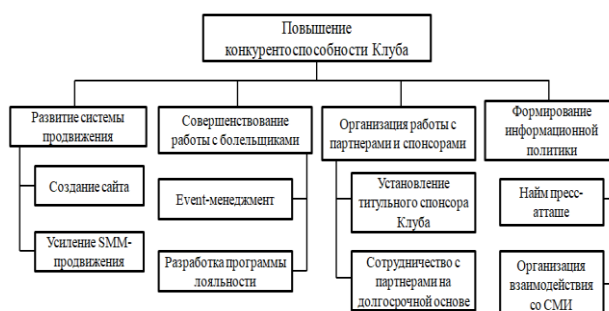 Повышение
конкурентоспособности Клуба
Развитие системы
продвижения
Совершенствование
работы с болельщиками
Организация работы с
партнерами и спонсорами
Формирование
информационной
политики
Создание сайта
Усиление SMM-
продвижения
Event-менеджмент
Разработка программы
лояльности
Установление
титульного спонсора
Клуба
Сотрудничество с
партнерами на
долгосрочной основе
Найм пресс-
атташе
Организация
взаимодействия
со СМИ